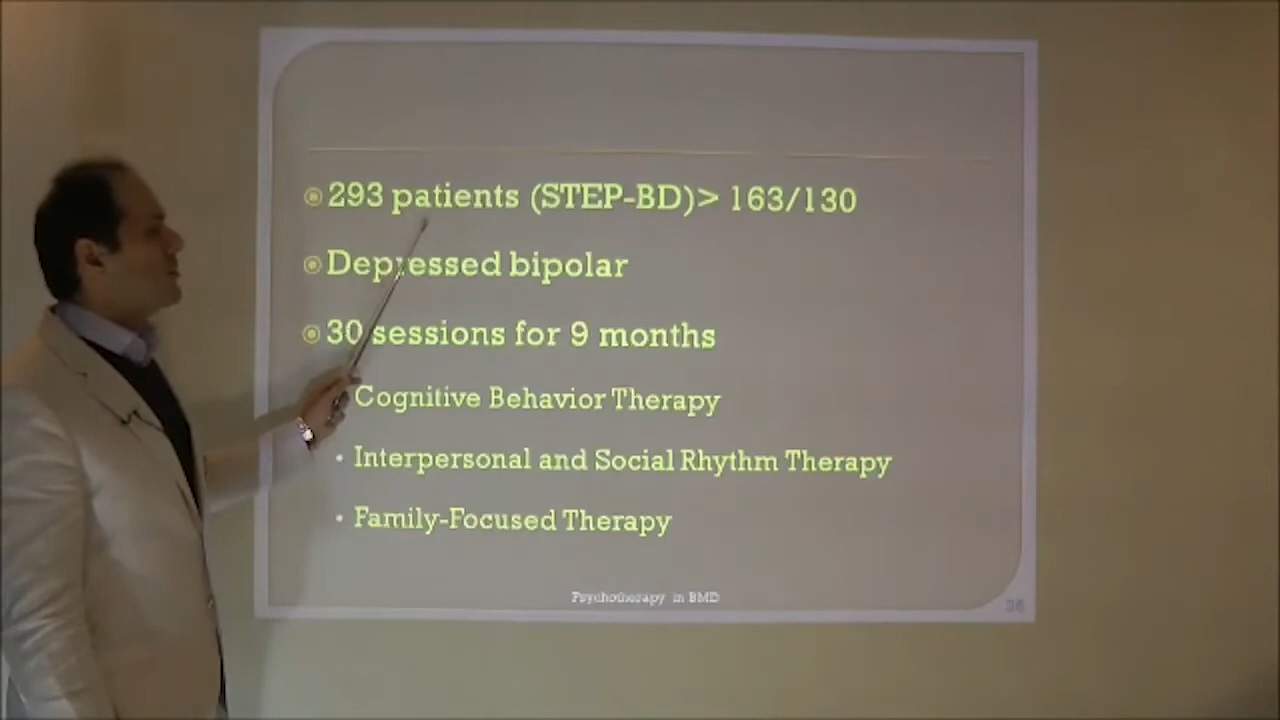 293 patients (STEP-BD)> 163/130
Depressed bipolar
30 sessions for 9 months
Cognitive Behavior Therapy
• Interpersonal and Social Rhythm Therapy
• Family-Focused Therapy
Psychotherapy in BMD